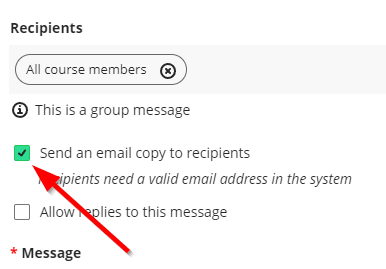 Recipients
All course members
This is a group message
Send an email copy to recipients
Recipients need a valid email address in the system
Allow replies to this message
* Message